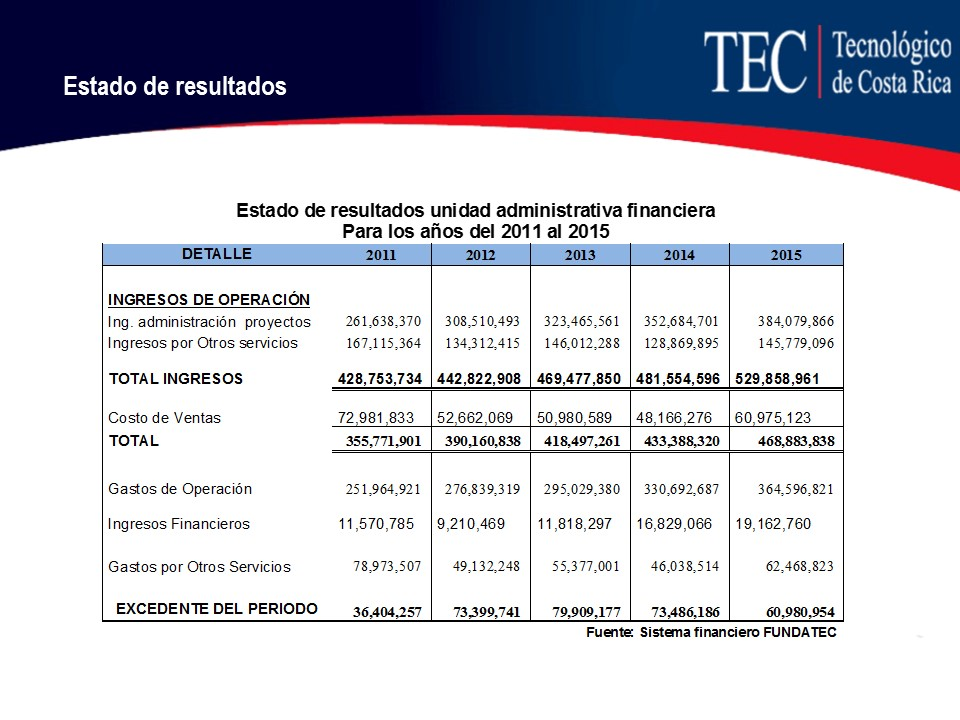 Estado de resultados
TEC
Tecnológico
de Costa Rica
Estado de resultados unidad administrativa financiera
Para los años del 2011 al 2015
DETALLE 2011 2012 2013 2014 2015
INGRESOS DE OPERACIÓN
Ing. administración proyectos 261,638,370 308,510,493 323,465,561 352,684,701 384,079,866
Ingresos por Otros servicios 167,115,364 134,312,415 146,012,288 128,869,895 145,779,096
TOTAL INGRESOS 428,753,734 442,822,908 469,477,850 481,554,596 529,858,961
Costo de Ventas 72,981,833 52,662,069 50,980,589 48,166,276 60,975,123
TOTAL 355,771,901 390,160,838 418,497,261 433,388,320 468,883,838
Gastos de Operación 251,964,921 276,839,319 295,029,380 330,692,687 364,596,821
Ingresos Financieros 11,570,785 9,210,469 11,818,297 16,829,066 19,162,760
Gastos por Otros Servicios 78,973,507 49,132,248 55,377,001 46,038,514 62,468,823
EXCEDENTE DEL PERIODO 36,404,257 73,399,741 79,909,177 73,486,186 60,980,954
Fuente: Sistema financiero FUNDATEC